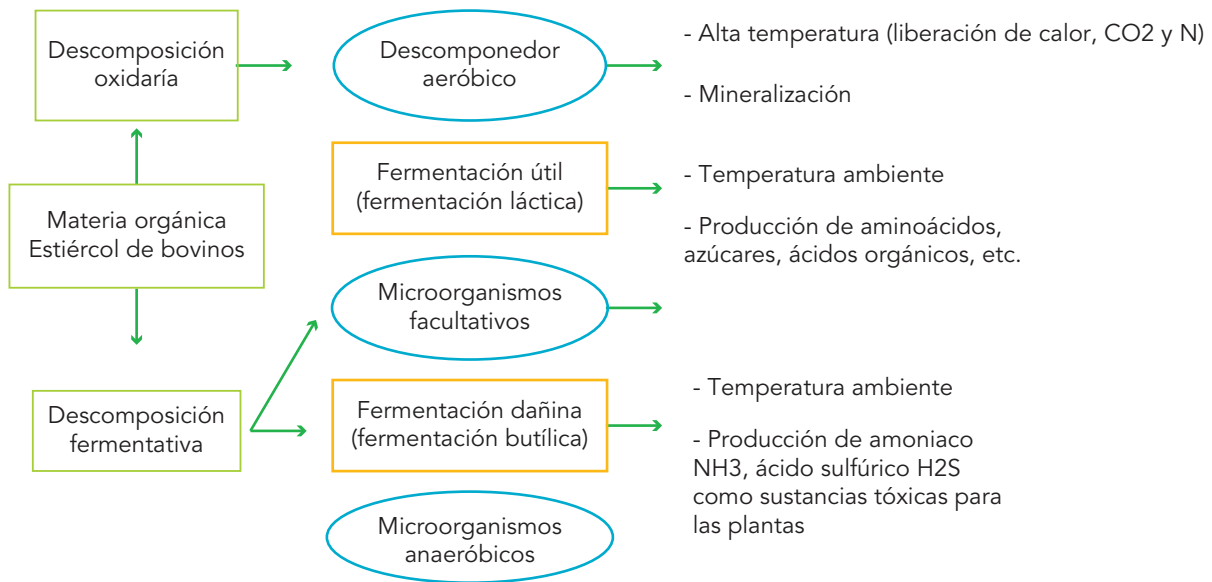 Descomposición
oxidaría
Descomponedor
aeróbico
- Alta temperatura (liberación de calor, CO2 y N)
- Mineralización
Materia orgánica
Estiércol de bovinos
Fermentación útil
(fermentación láctica)
- Temperatura ambiente
- Producción de aminoácidos,
azúcares, ácidos orgánicos, etc.
Microorganismos
facultativos
Descomposición
fermentativa
Fermentación dañina
(fermentación butílica)
- Temperatura ambiente
- Producción de amoniaco
NH3, ácido sulfúrico H2S
como sustancias tóxicas para
las plantas
Microorganismos
anaeróbicos